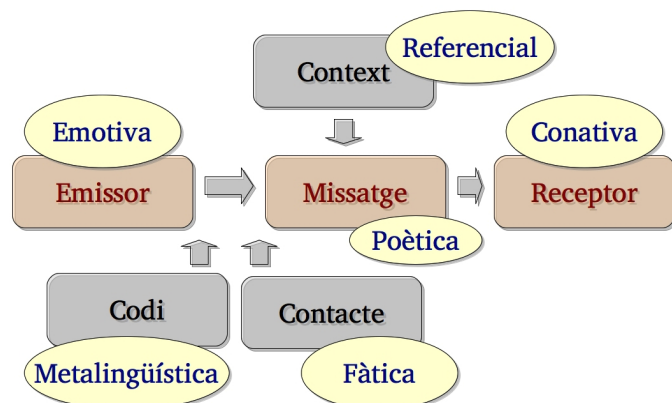 Referencial
Context
Emotiva
Conativa
Emissor
Missatge
Receptor
Poètica
Codi
Contacte
Metalingüística
Fàtica